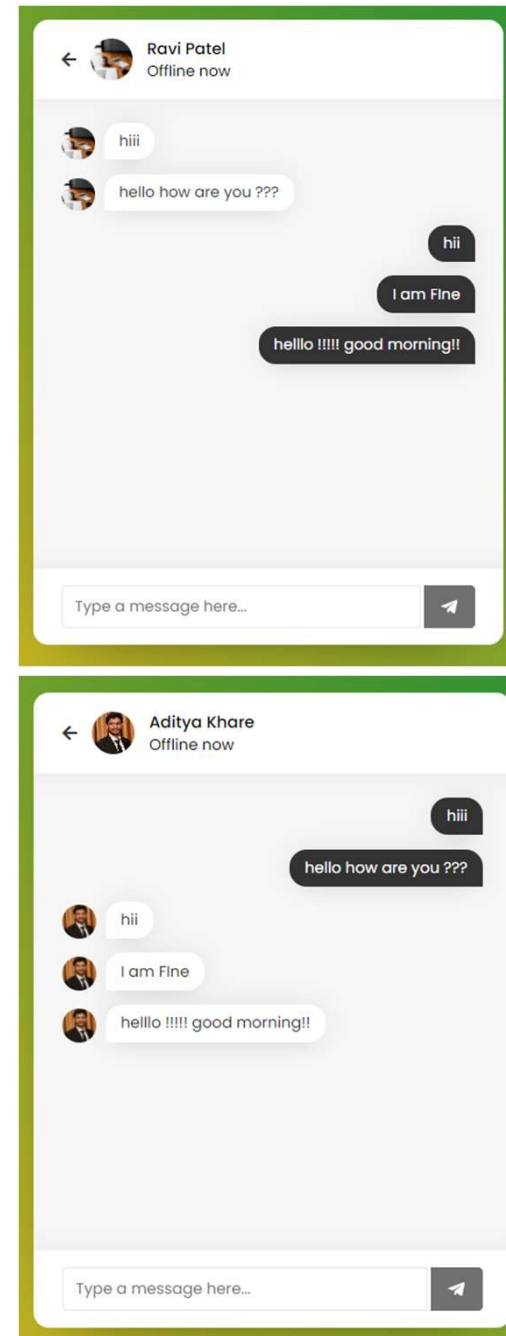 Ravi Patel
Offline now
hiii
hello how are you ???
hii
I am FIne
helllo !!!!! good morning!!
Type a message here...
Aditya Khare
Offline now
hiii
hello how are you ???
hii
I am FIne
helllo !!!!! good morning!!
Type a message here...